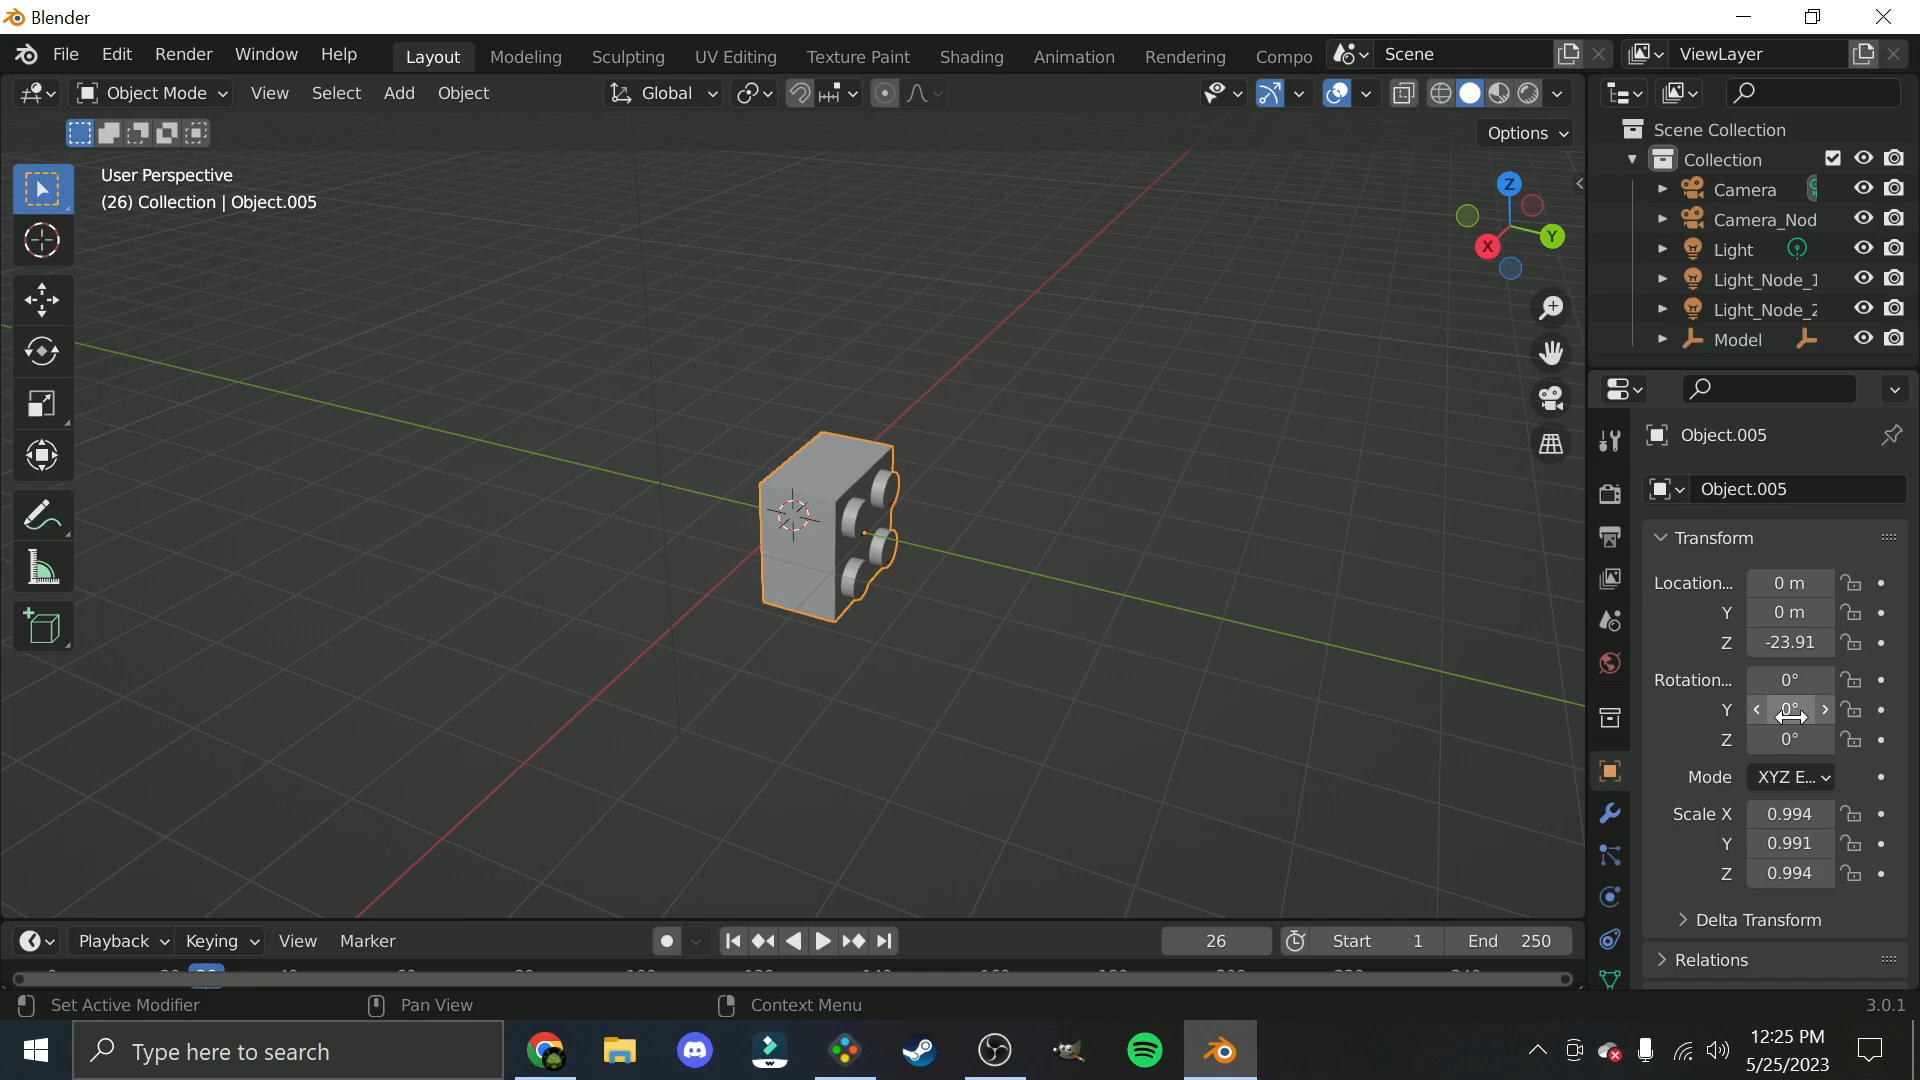 Blender
File Edit Render Window Help Layout Modeling Sculpting UV Editing Texture Paint Shading Animation Rendering Compo Scene ViewLayer
Object Mode View Select Add Object Global
Options
User Perspective
(26) Collection | Object.005
Z
Y
X
Scene Collection
Collection
Camera
Camera_Nod
Light
Light_Node_1
Light_Node_2
Model
Object.005
Object.005
Transform
Location... 0 m
Y 0 m
Z -23.91
Rotation... 0°
Y 0°
Z 0°
Mode XYZ E...
Scale X 0.994
Y 0.991
Z 0.994
Delta Transform
Relations
Playback Keying View Marker 26 Start 1 End 250
Set Active Modifier Pan View Context Menu 3.0.1
Type here to search
12:25 PM
5/25/2023